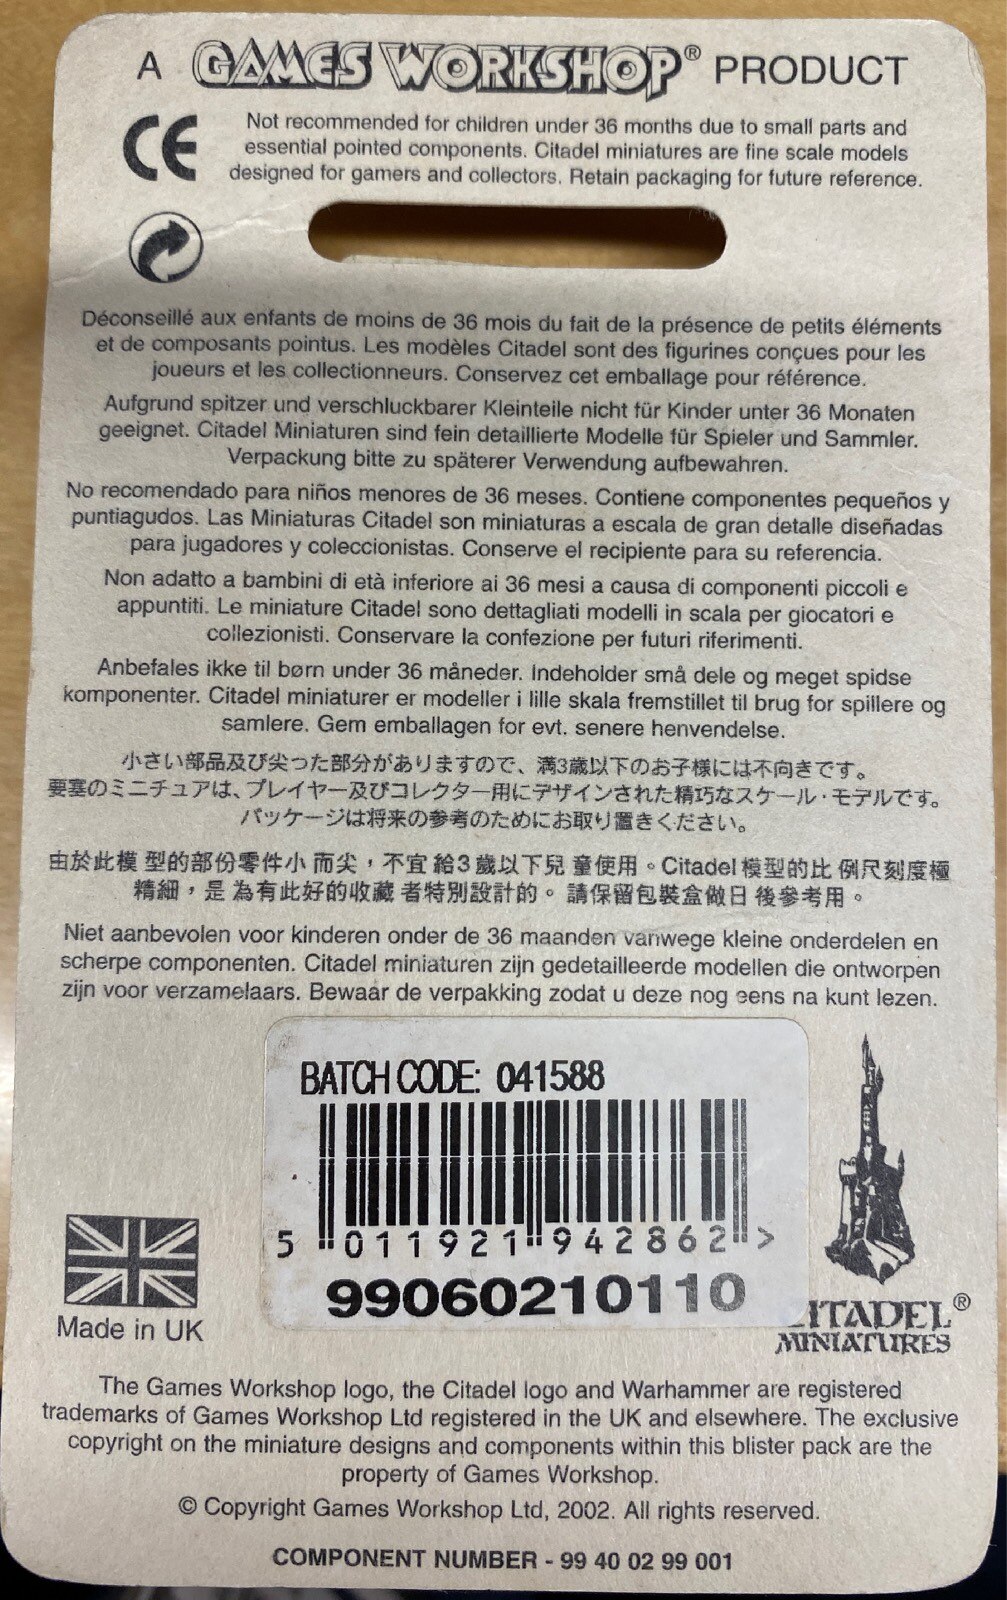 A GAMES WORKSHOP® PRODUCT
CE
Not recommended for children under 36 months due to small parts and
essential pointed components. Citadel miniatures are fine scale models
designed for gamers and collectors. Retain packaging for future reference.
Déconseillé aux enfants de moins de 36 mois du fait de la présence de petits éléments
et de composants pointus. Les modèles Citadel sont des figurines conçues pour les
joueurs et les collectionneurs. Conservez cet emballage pour référence.
Aufgrund spitzer und verschluckbarer Kleinteile nicht für Kinder unter 36 Monaten
geeignet. Citadel Miniaturen sind fein detaillierte Modelle für Spieler und Sammler.
Verpackung bitte zu späterer Verwendung aufbewahren.
No recomendado para niños menores de 36 meses. Contiene componentes pequeños y
puntiagudos. Las Miniaturas Citadel son miniaturas a escala de gran detalle diseñadas
para jugadores y coleccionistas. Conserve el recipiente para su referencia.
Non adatto a bambini di età inferiore ai 36 mesi a causa di componenti piccoli e
appuntiti. Le miniature Citadel sono dettagliati modelli in scala per giocatori e
collezionisti. Conservare la confezione per futuri riferimenti.
Anbefales ikke til børn under 36 måneder. Indeholder små dele og meget spidse
komponenter. Citadel miniaturer er modeller i lille skala fremstillet til brug for spillere og
samlere. Gem emballagen for evt. senere henvendelse.
小さい部品及び尖った部分がありますので、満3歳以下のお子様には不向きです。
要塞のミニチュアは、プレイヤー及びコレクター用にデザインされた精巧なスケール・モデルです。
パッケージは将来の参考のためにお取り置きください。
由於此模型的部份零件小而尖，不宜給3歲以下兒童使用。Citadel模型的比例尺刻度極
精細，是為有此好的收藏者特別設計的。請保留包裝盒做日後參考用。
Niet aanbevolen voor kinderen onder de 36 maanden vanwege kleine onderdelen en
scherpe componenten. Citadel miniaturen zijn gedetailleerde modellen die ontworpen
zijn voor verzamelaars. Bewaar de verpakking zodat u deze nog eens na kunt lezen.
BATCH CODE: 041588
5 011921 942862 >
99060210110
Made in UK
CITADEL®
MINIATURES
The Games Workshop logo, the Citadel logo and Warhammer are registered
trademarks of Games Workshop Ltd registered in the UK and elsewhere. The exclusive
copyright on the miniature designs and components within this blister pack are the
property of Games Workshop.
© Copyright Games Workshop Ltd, 2002. All rights reserved.
COMPONENT NUMBER - 99 40 02 99 001